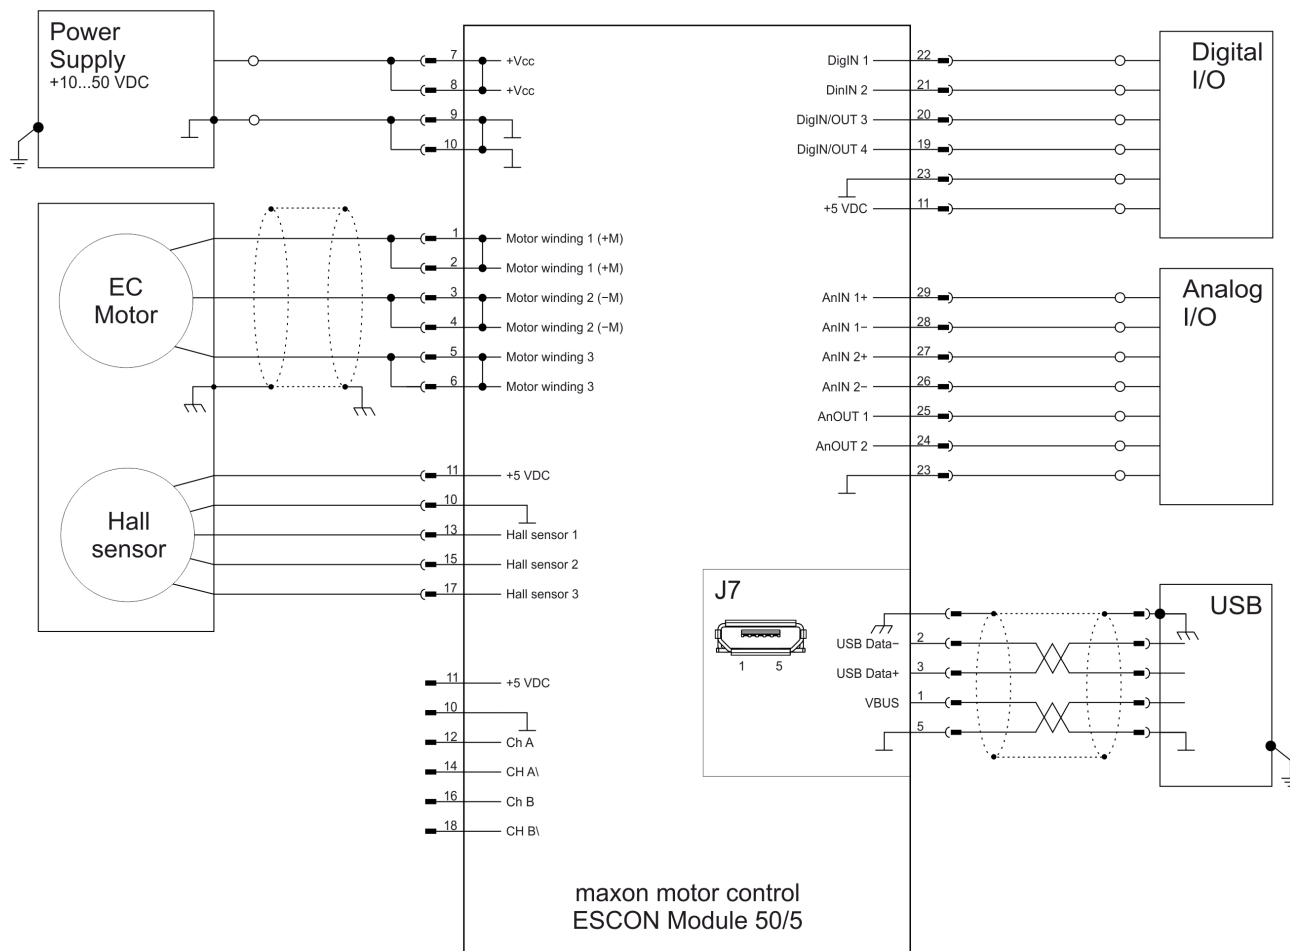 Power
Supply
+10...50 VDC
7 +Vcc
8 +Vcc
9
10
EC
Motor
1 Motor winding 1 (+M)
2 Motor winding 1 (+M)
3 Motor winding 2 (−M)
4 Motor winding 2 (−M)
5 Motor winding 3
6 Motor winding 3
Hall
sensor
11 +5 VDC
10
13 Hall sensor 1
15 Hall sensor 2
17 Hall sensor 3
11 +5 VDC
10
12 Ch A
14 CH A\
16 Ch B
18 CH B\
DigIN 1 22
DinIN 2 21
DigIN/OUT 3 20
DigIN/OUT 4 19
23
+5 VDC 11
Digital
I/O
AnIN 1+ 29
AnIN 1− 28
AnIN 2+ 27
AnIN 2− 26
AnOUT 1 25
AnOUT 2 24
23
Analog
I/O
J7
1 5
USB Data− 2
USB Data+ 3
VBUS 1
5
USB
maxon motor control
ESCON Module 50/5